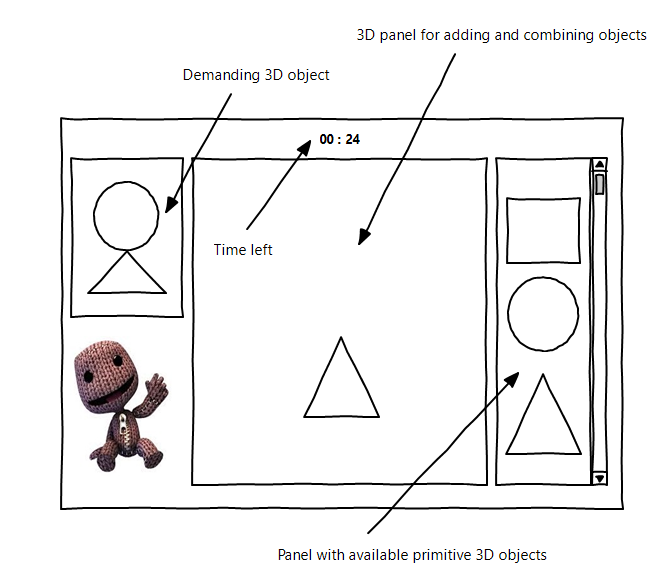 3D panel for adding and combining objects
Demanding 3D object
00 : 24
Time left
Panel with available primitive 3D objects